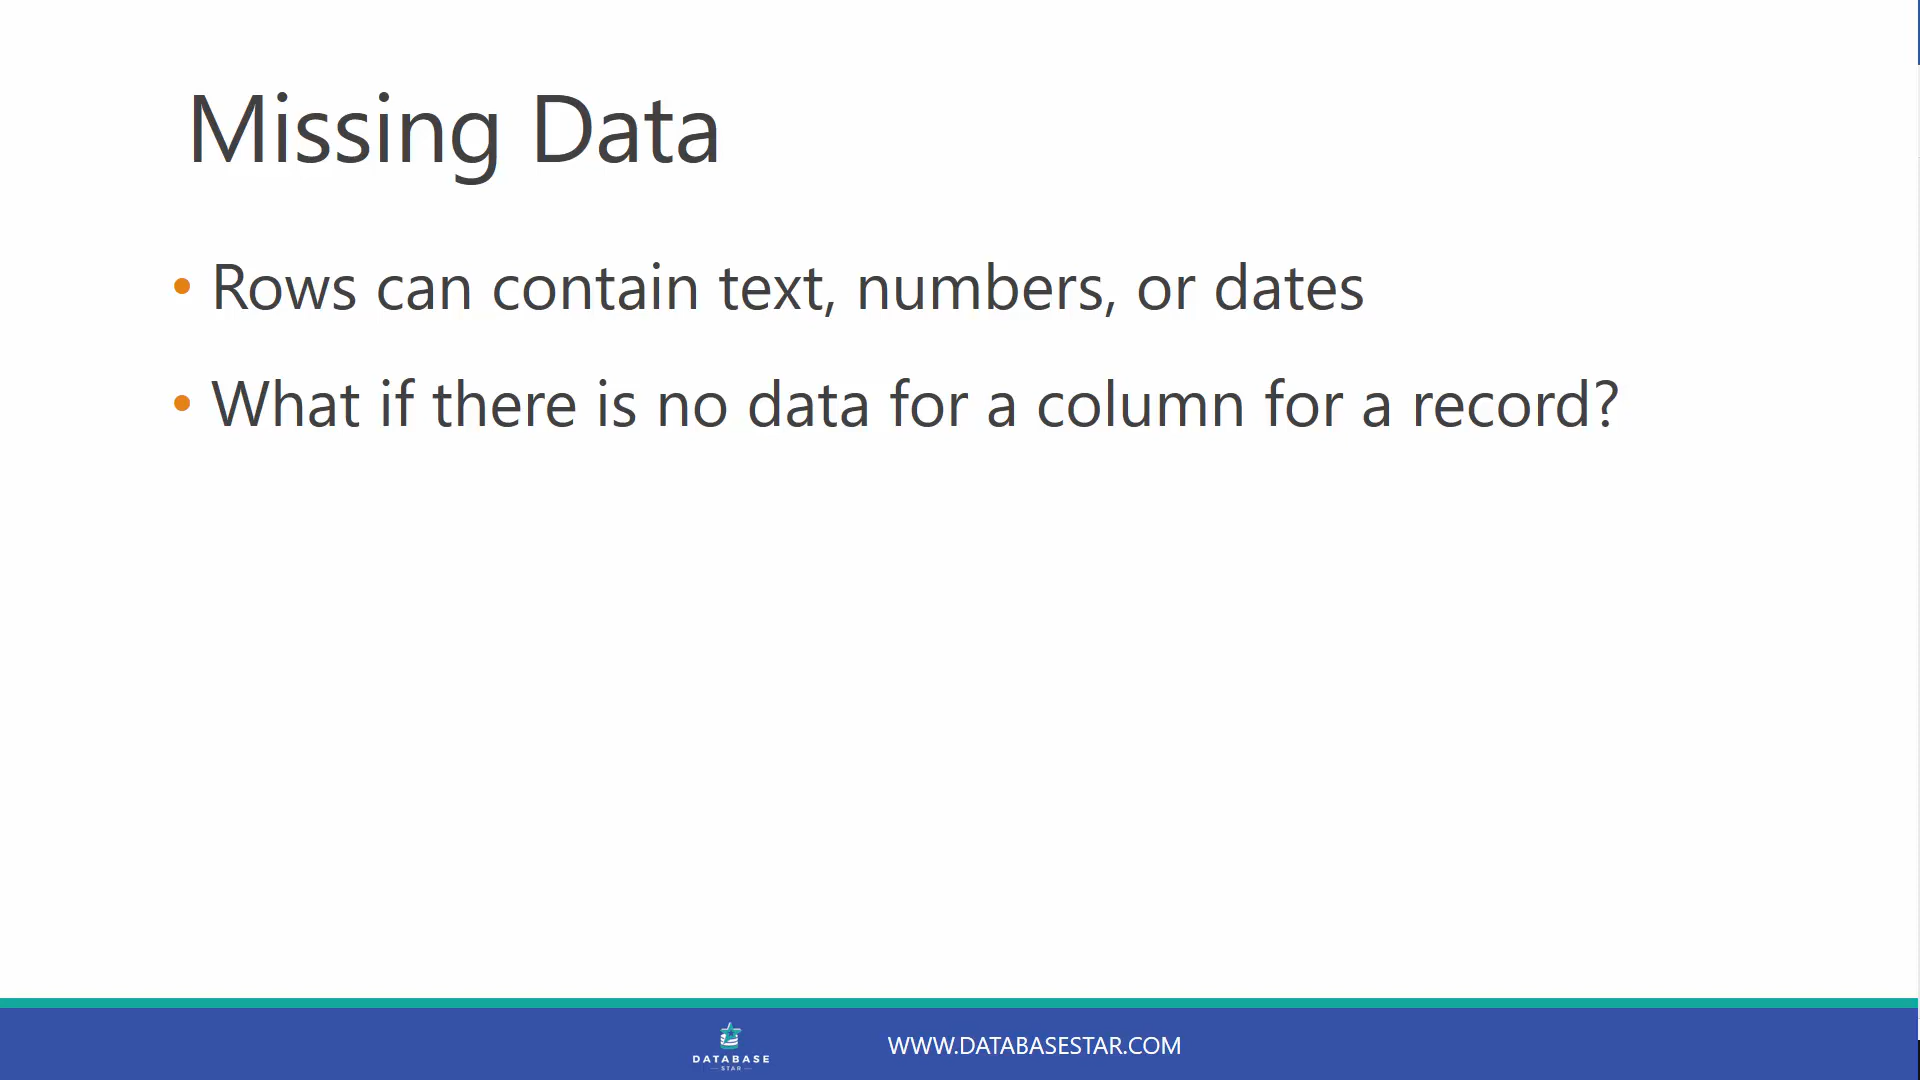 Missing Data
• Rows can contain text, numbers, or dates
• What if there is no data for a column for a record?
DATABASE
STAR
WWW.DATABASESTAR.COM